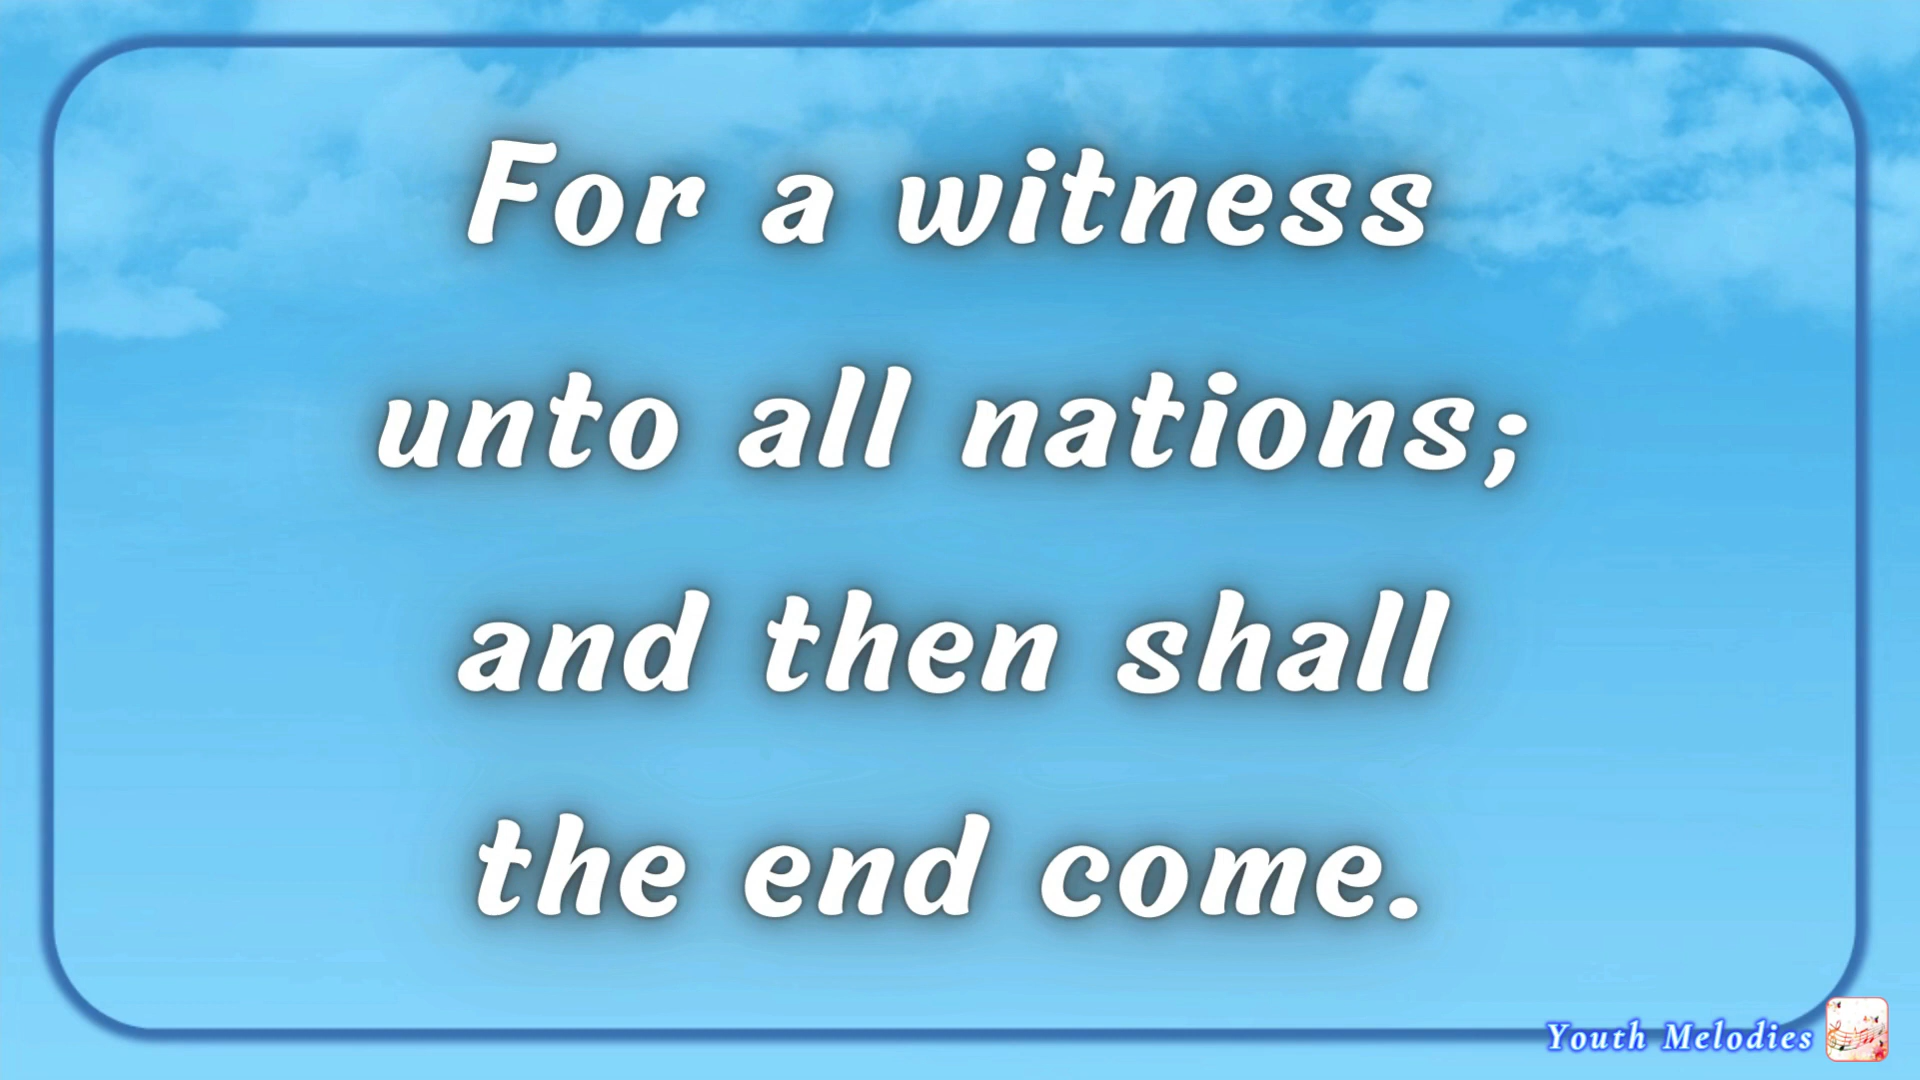 For a witness
unto all nations;
and then shall
the end come.
Youth Melodies